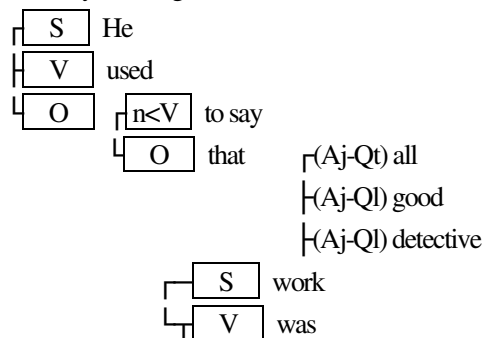 S He
V used
O n<V to say
O that (Aj-Qt) all
(Aj-Ql) good
(Aj-Ql) detective
S work
V was